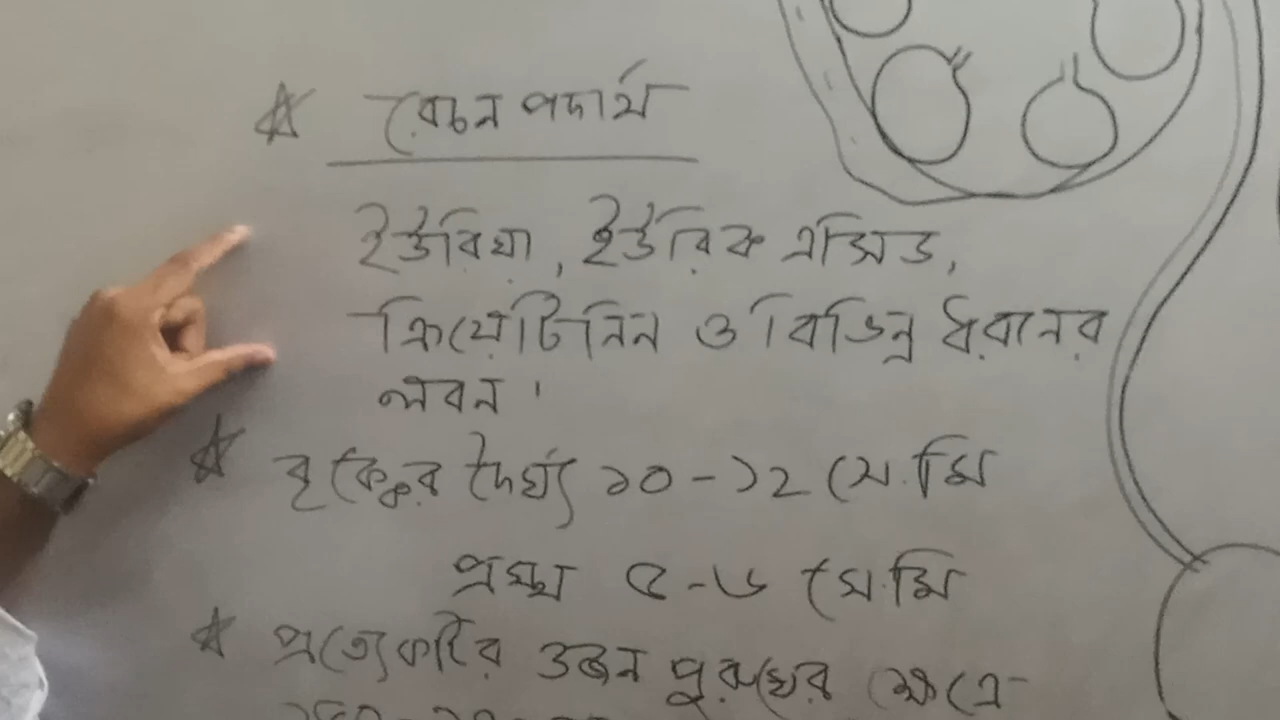 রেচন পদার্থ
ইউরিয়া, ইউরিক এসিড,
ক্রিয়েটিনিন ও বিভিন্ন ধরনের
লবন।
বৃক্কের দৈর্ঘ্য ১০-১২ সে.মি
প্রস্থ ৫-৬ সে.মি
প্রত্যেকটির ওজন পুরুষের ক্ষেত্রে